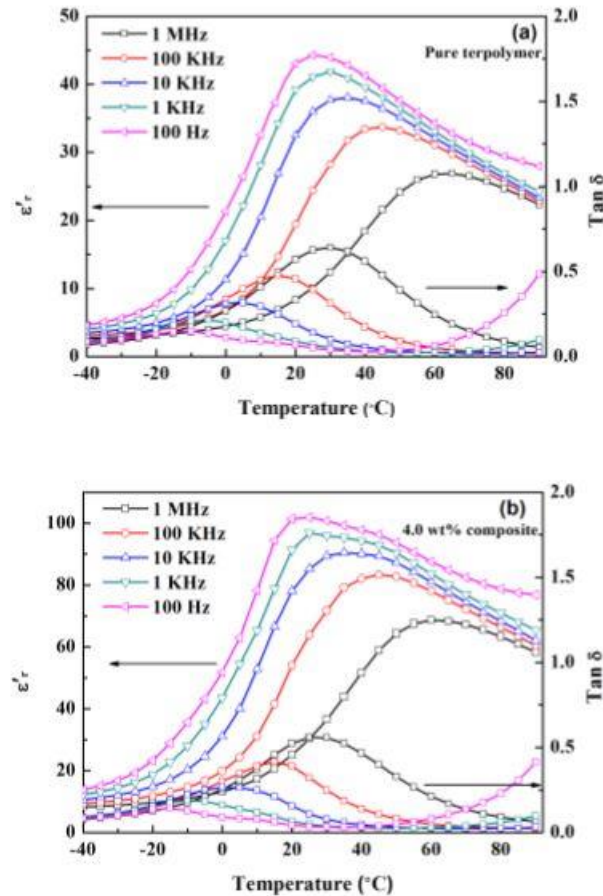 (a)
Pure terpolymer
1 MHz
100 KHz
10 KHz
1 KHz
100 Hz
50
40
30
20
10
0
ε'r
2.0
1.5
1.0
0.5
0.0
Tan δ
-40 -20 0 20 40 60 80
Temperature (°C)
(b)
4.0 wt% composite
1 MHz
100 KHz
10 KHz
1 KHz
100 Hz
100
80
60
40
20
0
ε'r
2.0
1.5
1.0
0.5
0.0
Tan δ
-40 -20 0 20 40 60 80
Temperature (°C)